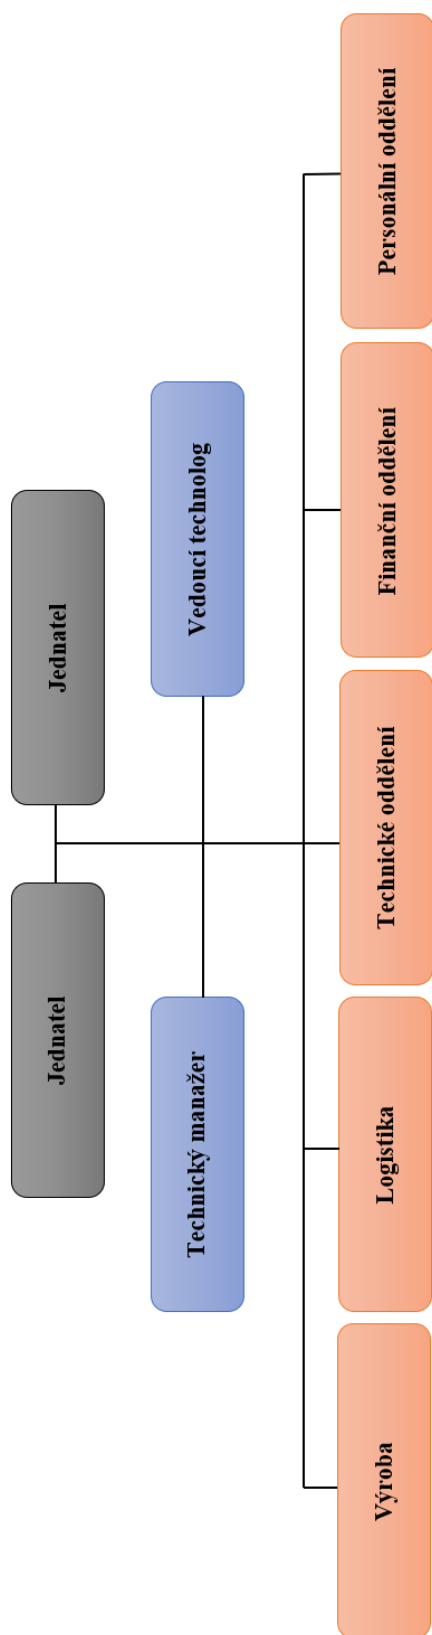 Jednatel
Jednatel
Technický manažer
Vedoucí technolog
Výroba
Logistika
Technické oddělení
Finanční oddělení
Personální oddělení